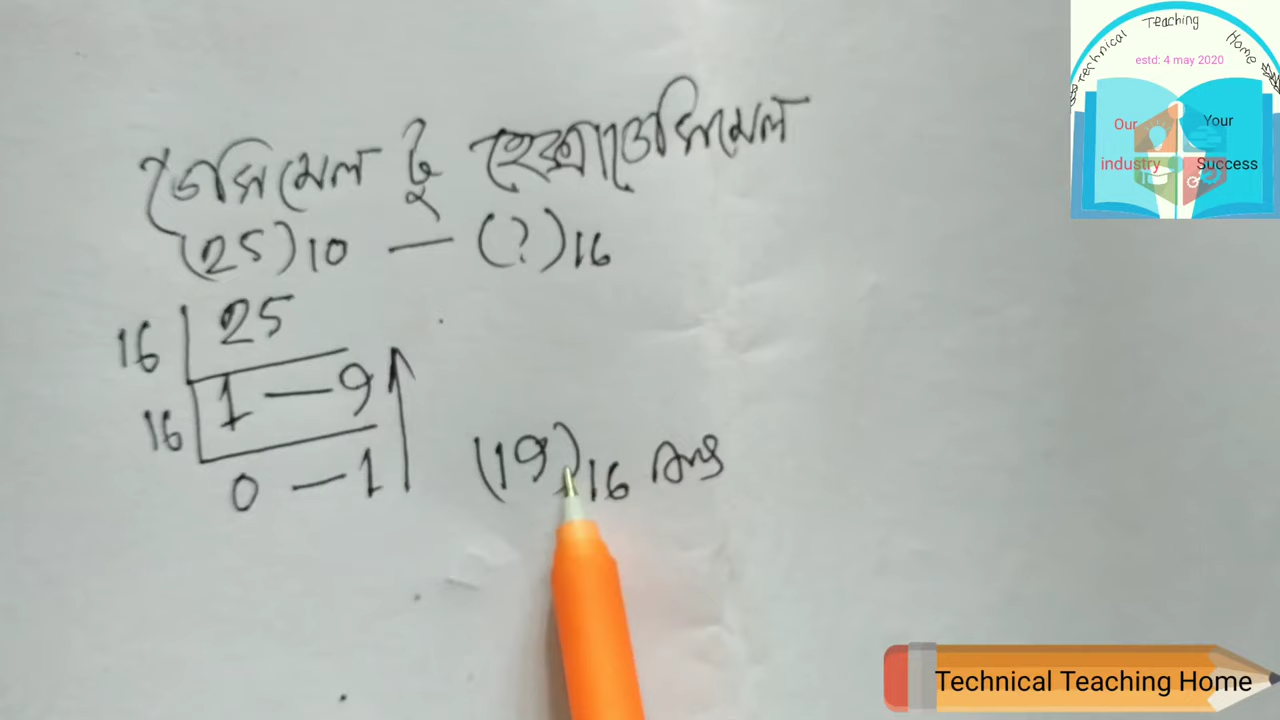 ডেসিমেল টু হেক্সাডেসিমেল
(25)10 — (?)16
16 25
16 1 — 9
0 — 1
(19)16 Ans
Technical Teaching Home
estd: 4 may 2020
Our Your
industry Success
Technical Teaching Home